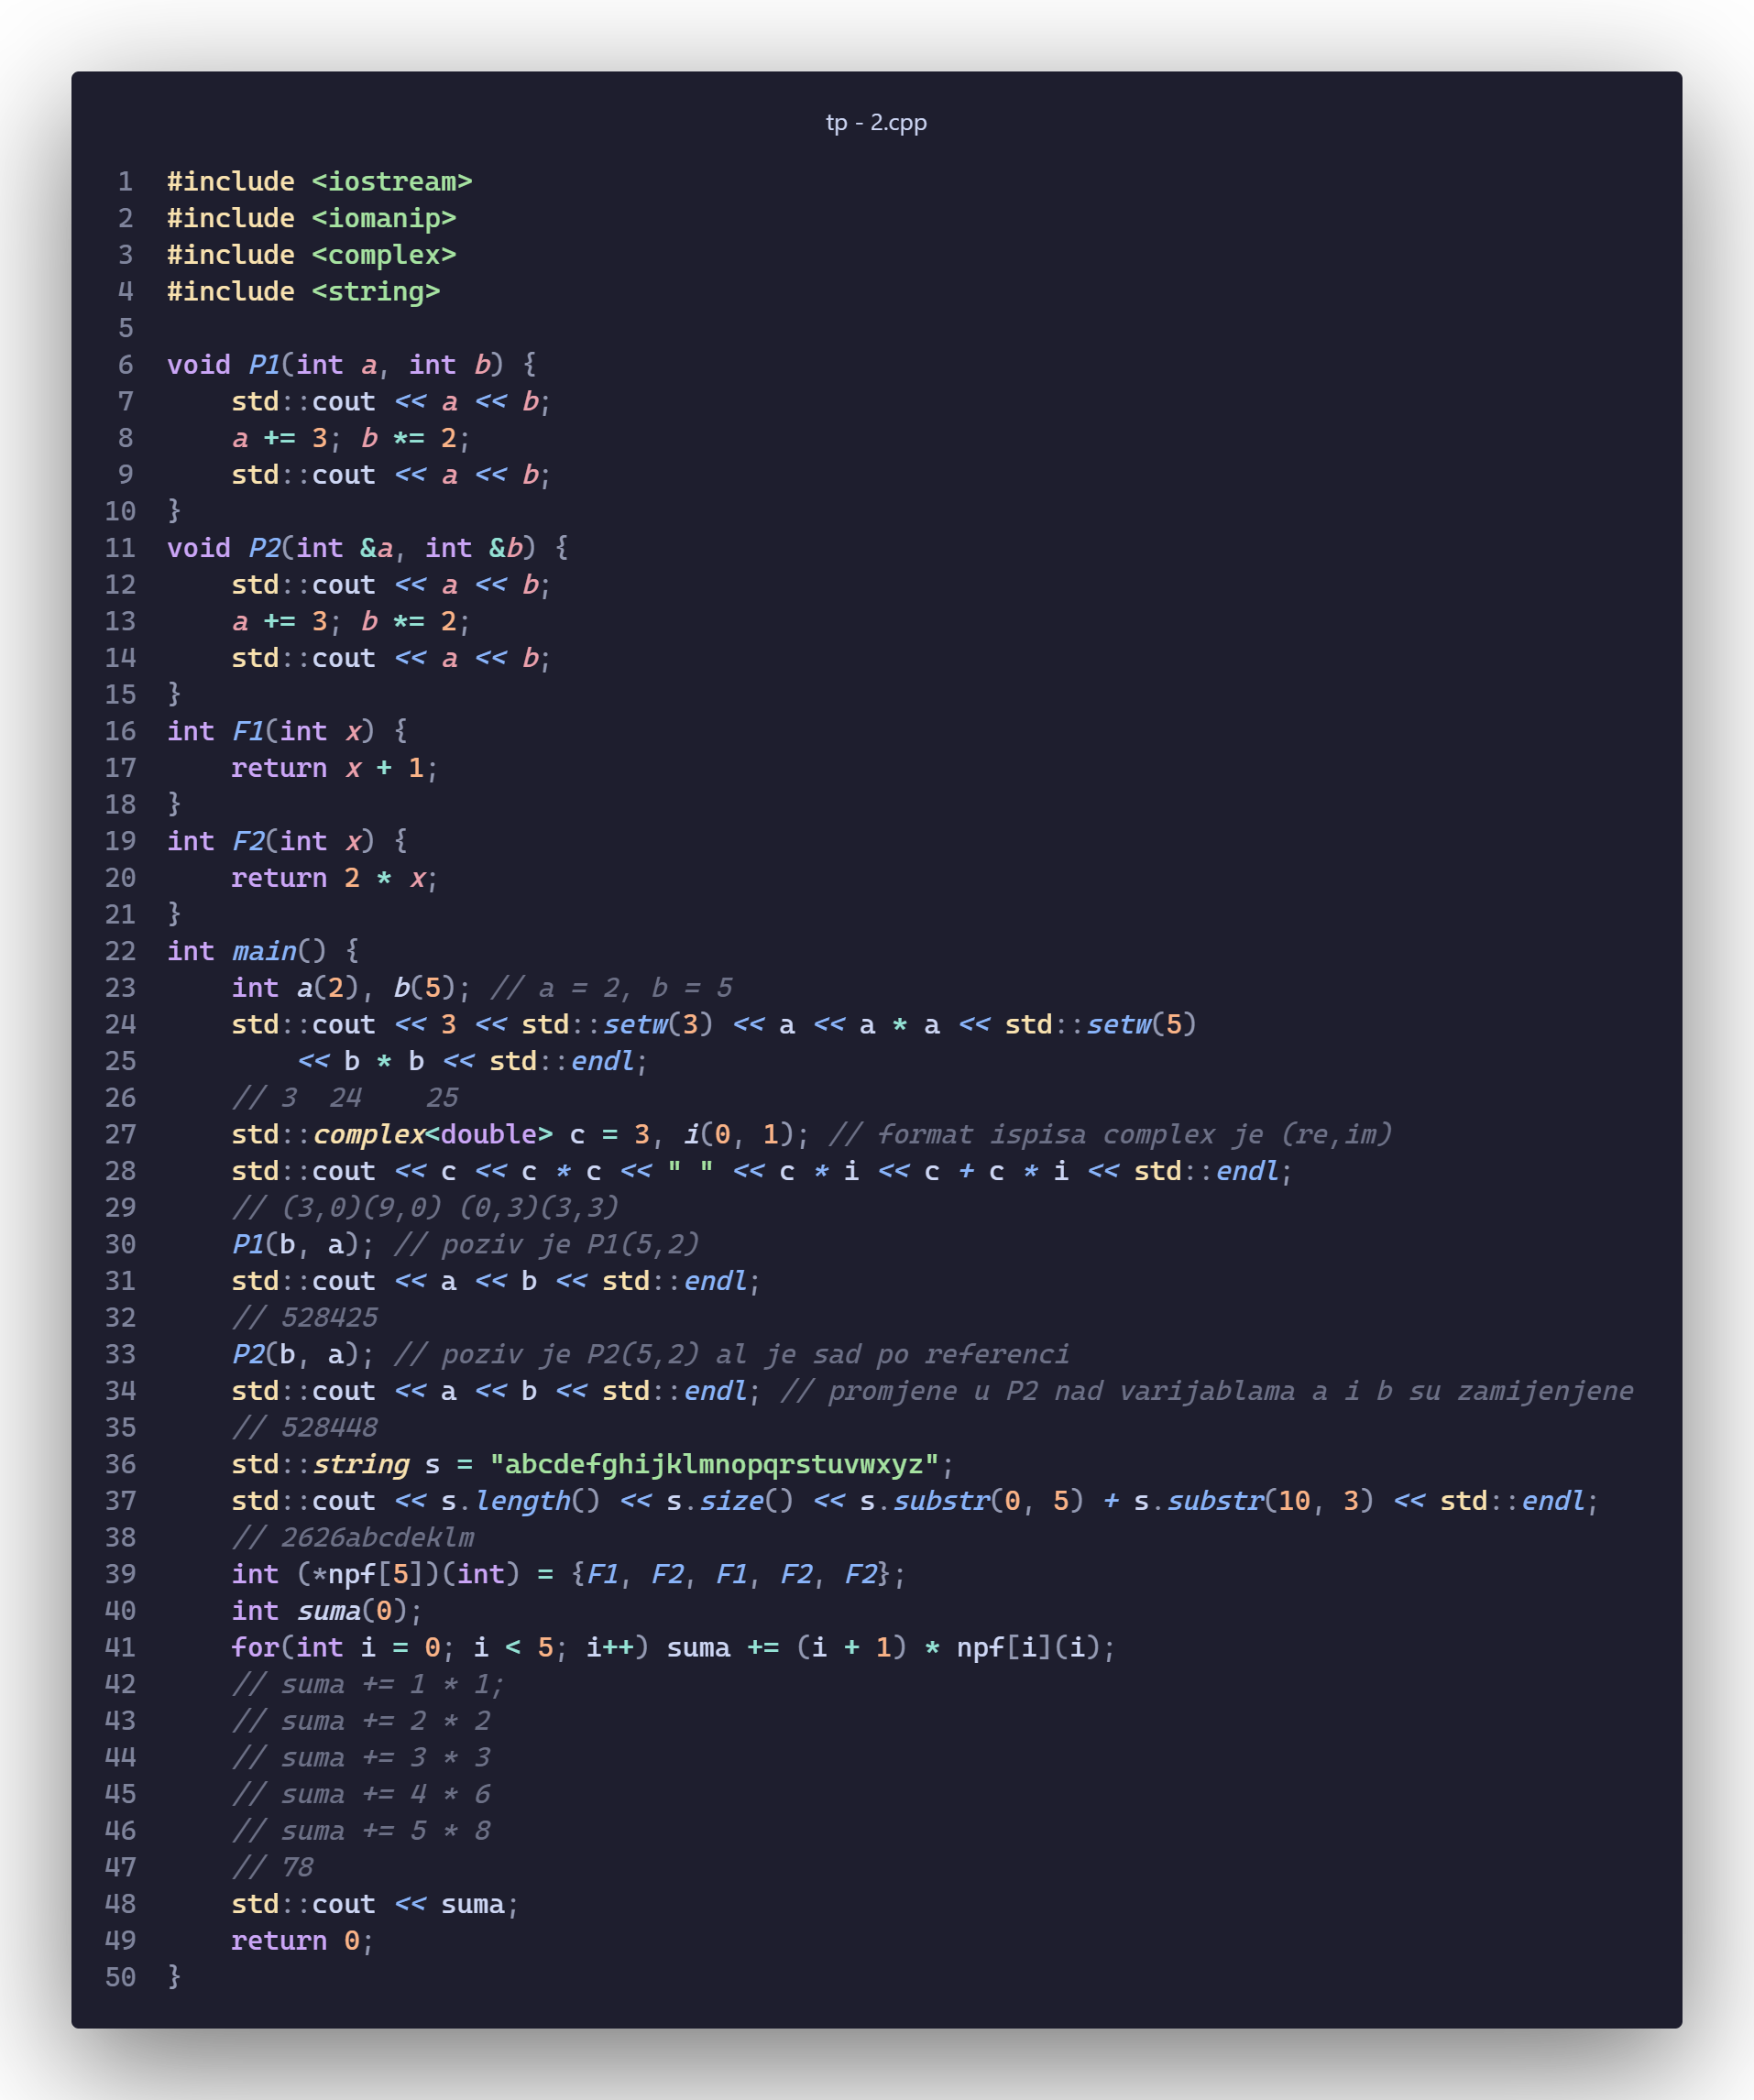 tp - 2.cpp
1 #include <iostream>
2 #include <iomanip>
3 #include <complex>
4 #include <string>
5
6 void P1(int a, int b) {
7     std::cout << a << b;
8     a += 3; b *= 2;
9     std::cout << a << b;
10 }
11 void P2(int &a, int &b) {
12     std::cout << a << b;
13     a += 3; b *= 2;
14     std::cout << a << b;
15 }
16 int F1(int x) {
17     return x + 1;
18 }
19 int F2(int x) {
20     return 2 * x;
21 }
22 int main() {
23     int a(2), b(5); // a = 2, b = 5
24     std::cout << 3 << std::setw(3) << a << a * a << std::setw(5)
25         << b * b << std::endl;
26     // 3  24    25
27     std::complex<double> c = 3, i(0, 1); // format ispisa complex je (re,im)
28     std::cout << c << c * c << " " << c * i << c + c * i << std::endl;
29     // (3,0)(9,0) (0,3)(3,3)
30     P1(b, a); // poziv je P1(5,2)
31     std::cout << a << b << std::endl;
32     // 528425
33     P2(b, a); // poziv je P2(5,2) al je sad po referenci
34     std::cout << a << b << std::endl; // promjene u P2 nad varijablama a i b su zamijenjene
35     // 528448
36     std::string s = "abcdefghijklmnopqrstuvwxyz";
37     std::cout << s.length() << s.size() << s.substr(0, 5) + s.substr(10, 3) << std::endl;
38     // 2626abcdeklm
39     int (*npf[5])(int) = {F1, F2, F1, F2, F2};
40     int suma(0);
41     for(int i = 0; i < 5; i++) suma += (i + 1) * npf[i](i);
42     // suma += 1 * 1;
43     // suma += 2 * 2
44     // suma += 3 * 3
45     // suma += 4 * 6
46     // suma += 5 * 8
47     // 78
48     std::cout << suma;
49     return 0;
50 }